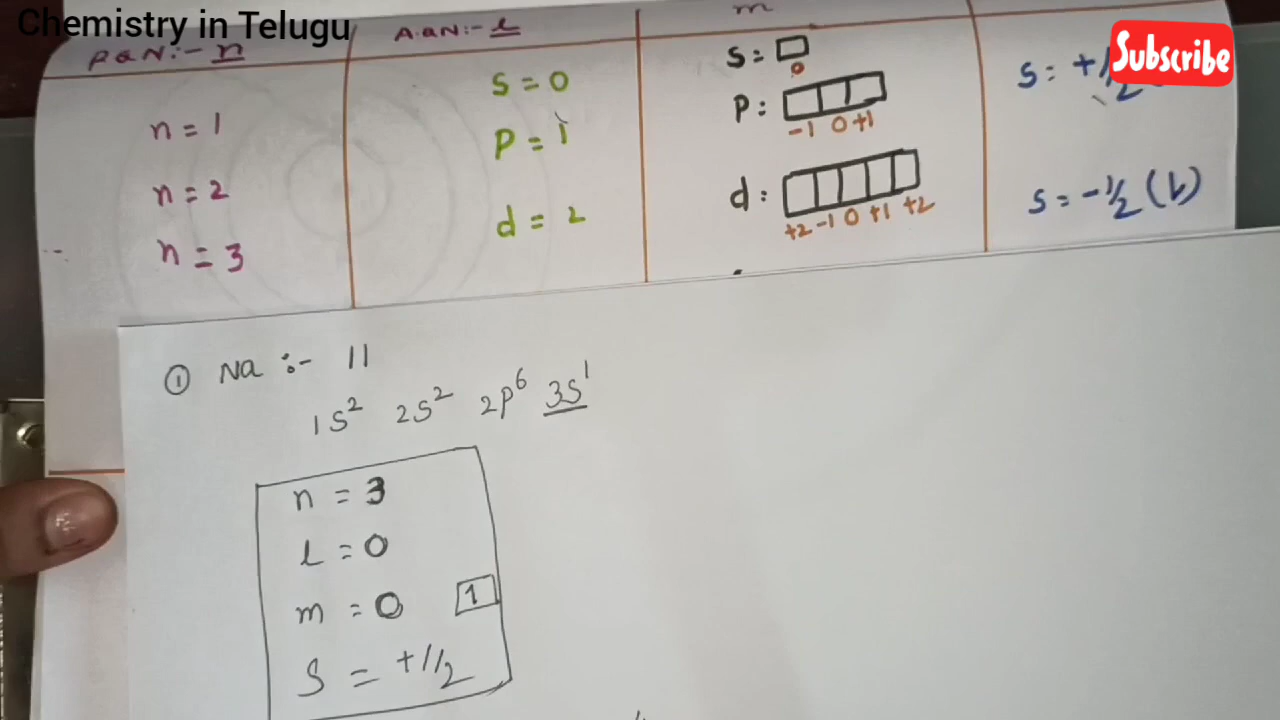 Chemistry in Telugu
P Q N :- n
n = 1
n = 2
n = 3
A.QN:- l
S = 0
P = 1
d = 2
m
S =
0
P :
-1 0 +1
d :
+2 -1 0 +1 +2
Subscribe
S = +1/2
S = -1/2 (b)
① Na :- 11
1S² 2S² 2P⁶ 3S¹
n = 3
l = 0
m = 0 1
S = +1/2